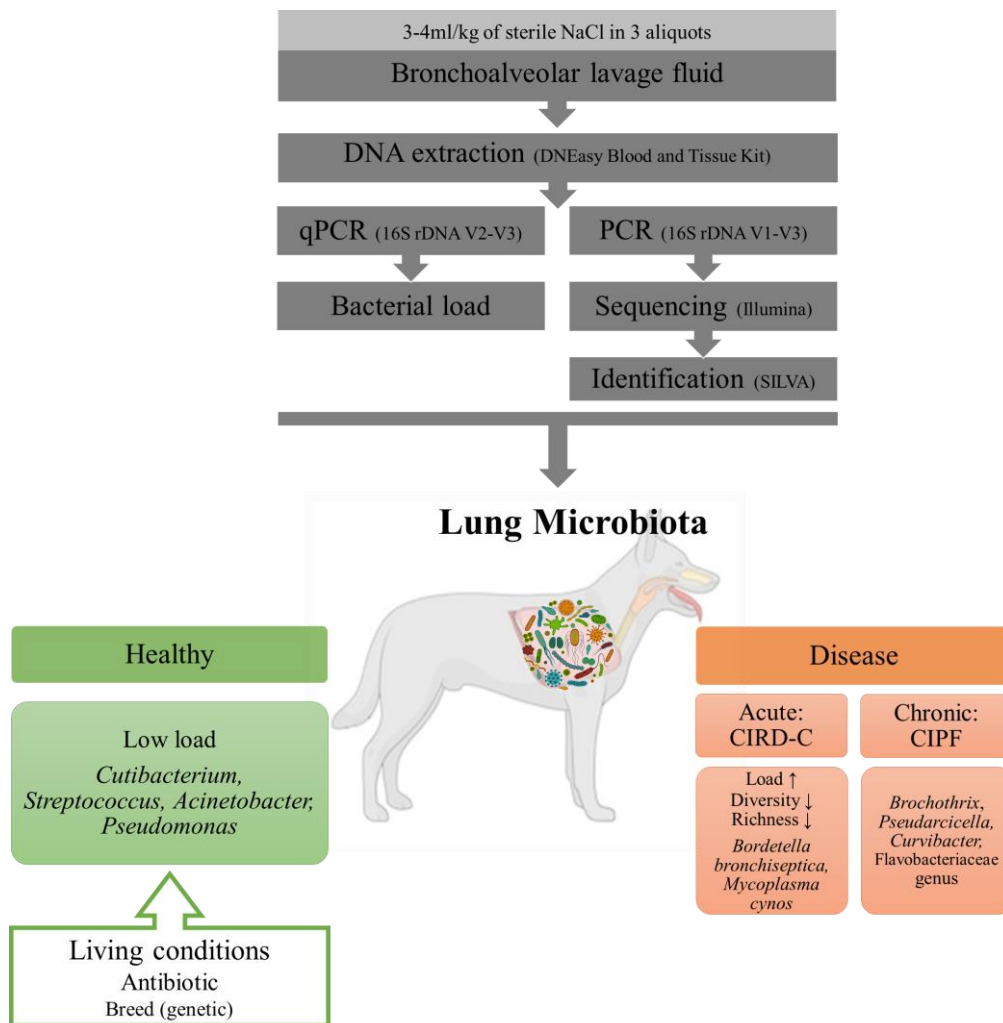 3-4ml/kg of sterile NaCl in 3 aliquots
Bronchoalveolar lavage fluid
DNA extraction (DNEasy Blood and Tissue Kit)
qPCR (16S rDNA V2-V3)
PCR (16S rDNA V1-V3)
Bacterial load
Sequencing (Illumina)
Identification (SILVA)
Lung Microbiota
Healthy
Low load
Cutibacterium,
Streptococcus, Acinetobacter,
Pseudomonas
Living conditions
Antibiotic
Breed (genetic)
Disease
Acute:
CIRD-C
Load ↑
Diversity ↓
Richness ↓
Bordetella
bronchiseptica,
Mycoplasma
cynos
Chronic:
CIPF
Brochothrix,
Pseudarcicella,
Curvibacter,
Flavobacteriaceae
genus